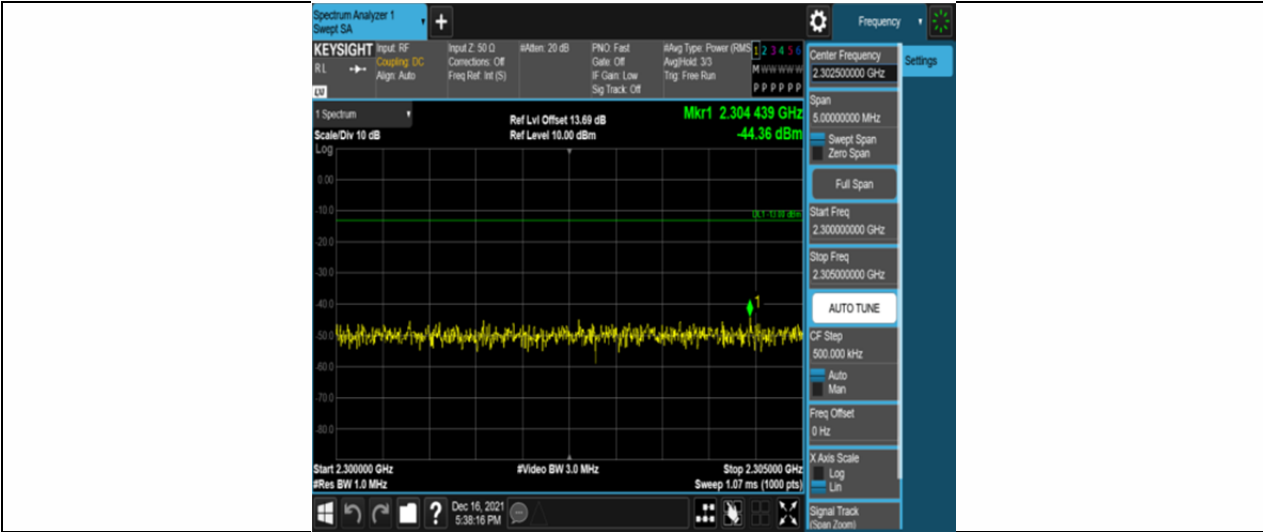 Spectrum Analyzer 1
Swept SA
+
Frequency
KEYSIGHT
Input: RF
Coupling: DC
Align: Auto
RL
LV
Input Z: 50 Ω
Corrections: Off
Freq Ref: Int (S)
#Atten: 20 dB
PNO: Fast
Gate: Off
IF Gain: Low
Sig Track: Off
#Avg Type: Power (RMS
Avg|Hold: 3/3
Trig: Free Run
1 2 3 4 5 6
M W W W W W
P P P P P P
1 Spectrum
Scale/Div 10 dB
Log
Ref Lvl Offset 13.69 dB
Ref Level 10.00 dBm
Mkr1 2.304 439 GHz
-44.36 dBm
0.00
-10.0
DL1 -13.00 dBm
-20.0
-30.0
-40.0
1
-50.0
-60.0
-70.0
-80.0
Start 2.300000 GHz
#Res BW 1.0 MHz
#Video BW 3.0 MHz
Stop 2.305000 GHz
Sweep 1.07 ms (1000 pts)
?
Dec 16, 2021
5:38:16 PM
Center Frequency
2.302500000 GHz
Settings
Span
5.00000000 MHz
Swept Span
Zero Span
Full Span
Start Freq
2.300000000 GHz
Stop Freq
2.305000000 GHz
AUTO TUNE
CF Step
500.000 kHz
Auto
Man
Freq Offset
0 Hz
X Axis Scale
Log
Lin
Signal Track
(Span Zoom)